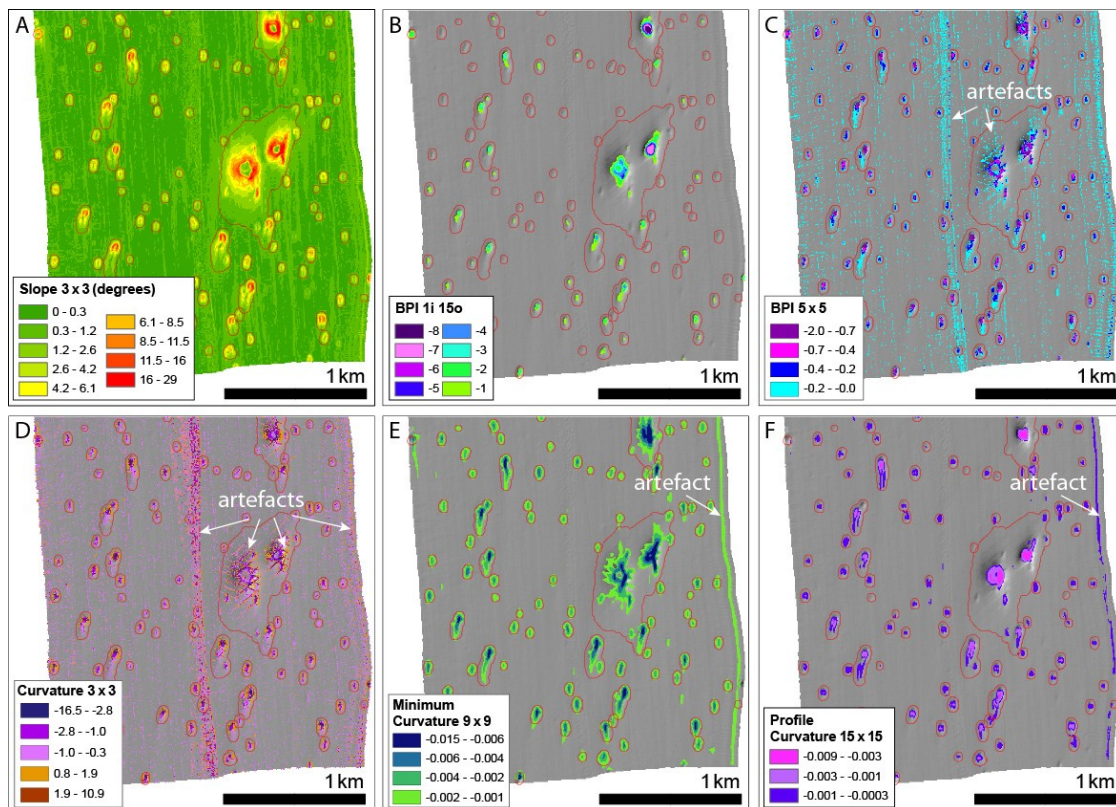 A
Slope 3 x 3 (degrees)
0 - 0.3
0.3 - 1.2
1.2 - 2.6
2.6 - 4.2
4.2 - 6.1
6.1 - 8.5
8.5 - 11.5
11.5 - 16
16 - 29
1 km
B
BPI 1i 15o
-8
-7
-6
-5
-4
-3
-2
-1
1 km
C
artefacts
BPI 5 x 5
-2.0 - -0.7
-0.7 - -0.4
-0.4 - -0.2
-0.2 - -0.0
1 km
D
artefacts
Curvature 3 x 3
-16.5 - -2.8
-2.8 - -1.0
-1.0 - -0.3
0.8 - 1.9
1.9 - 10.9
1 km
E
artefact
Minimum
Curvature 9 x 9
-0.015 - -0.006
-0.006 - -0.004
-0.004 - -0.002
-0.002 - -0.001
1 km
F
artefact
Profile
Curvature 15 x 15
-0.009 - -0.003
-0.003 - -0.001
-0.001 - -0.0003
1 km